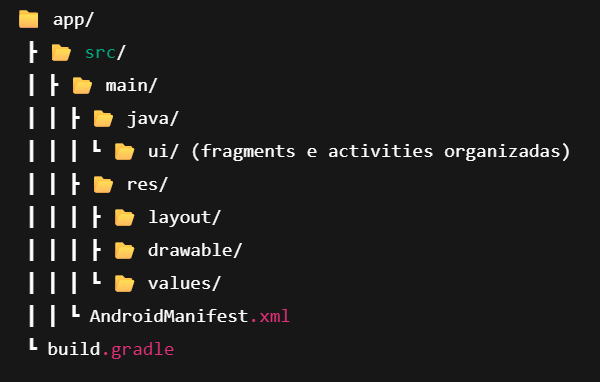 📁 app/
┣ 📂 src/
┃ ┣ 📂 main/
┃ ┃ ┣ 📂 java/
┃ ┃ ┃ ┗ 📂 ui/ (fragments e activities organizadas)
┃ ┃ ┣ 📂 res/
┃ ┃ ┃ ┣ 📂 layout/
┃ ┃ ┃ ┣ 📂 drawable/
┃ ┃ ┃ ┗ 📂 values/
┃ ┃ ┗ AndroidManifest.xml
┗ build.gradle